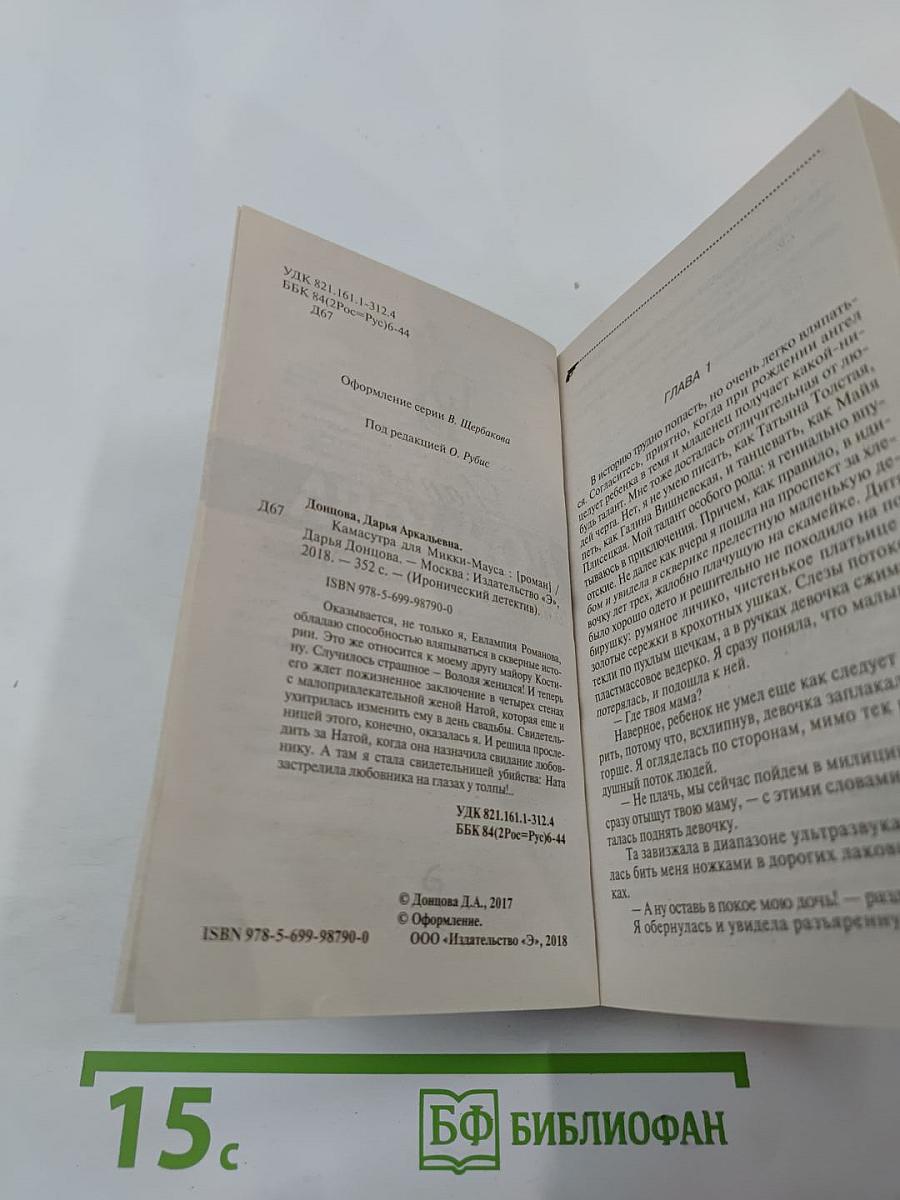 УДК 821.161.1-312.4
ББК 84(2Рос=Рус)6-44
Д67
Оформление серии В. Щербакова
Под редакцией О. Рубис
Донцова, Дарья Аркадьевна.
Д67 Камасутра для Микки-Мауса : [роман] /
Дарья Донцова. — Москва : Издательство «Э»,
2018. — 352 с. — (Иронический детектив).
ISBN 978-5-699-98790-0
Оказывается, не только я, Евлампия Романова,
обладаю способностью вляпываться в скверные исто-
рии. Это же относится к моему другу майору Кости-
ну. Случилось страшное – Володя женился! И теперь
его ждет пожизненное заключение в четырех стенах
с малопривлекательной женой Натой, которая еще и
ухитрилась изменить ему в день свадьбы. Свидетель-
ницей этого, конечно, оказалась я. И решила просле-
дить за Натой, когда она назначила свидание любов-
нику. А там я стала свидетельницей убийства: Ната
застрелила любовника на глазах у толпы!..
УДК 821.161.1-312.4
ББК 84(2Рос=Рус)6-44
© Донцова Д.А., 2017
© Оформление.
ISBN 978-5-699-98790-0 ООО «Издательство «Э», 2018
ГЛАВА 1
В историю трудно попасть, но очень легко вляпать-
ся. Согласитесь, приятно, когда при рождении ангел
целует ребенка в темя и младенец получает какой-ни-
будь талант. Мне тоже досталась отличительная от лю-
дей черта. Нет, я не умею писать, как Татьяна Толстая,
петь, как Галина Вишневская, и танцевать, как Майя
Плисецкая. Мой талант особого рода: я гениально впу-
тываюсь в приключения. Причем, как правило, в иди-
отские. Не далее как вчера я пошла на проспект за хле-
бом и увидела в скверике прелестную маленькую де-
вочку лет трех, жалобно плачущую на скамейке. Дитя
было хорошо одето и решительно не походило на по
бирушку: румяное личико, чистенькое платьице
золотые сережки в крохотных ушках. Слезы потоко
текли по пухлым щечкам, а в ручках девочка сжим
пластмассовое ведерко. Я сразу поняла, что малы
потерялась, и подошла к ней.
– Где твоя мама?
Наверное, ребенок не умел еще как следует
рить, потому что, всхлипнув, девочка заплакал
горше. Я огляделась по сторонам, мимо тек
душный поток людей.
– Не плачь, мы сейчас пойдем в милици
сразу отыщут твою маму, – с этими словами
талась поднять девочку.
Та завизжала в диапазоне ультразвука
лась бить меня ножками в дорогих лаков
ках.
– А ну оставь в покое мою дочь! —
Я обернулась и увидела разъяренну
15 с
БФ БИБЛИОФАН